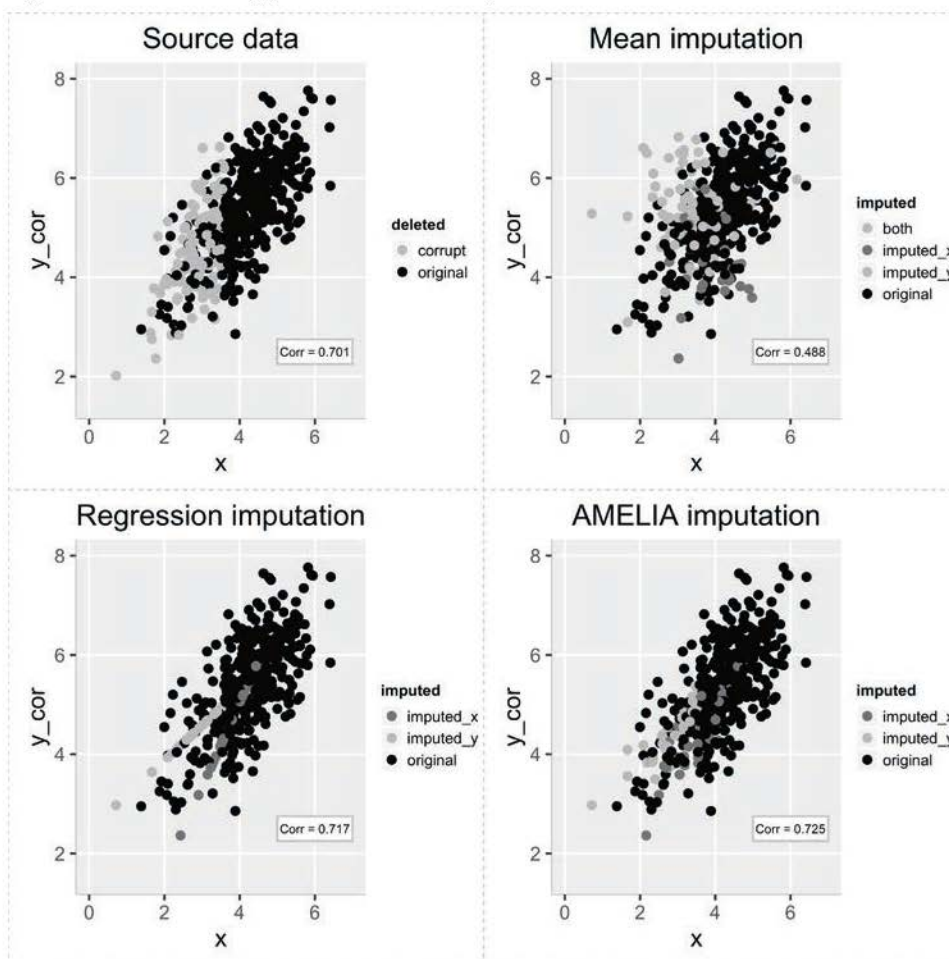 Source data
8
6
4
2
0 2 4 6
y_cor
x
Corr = 0.701
deleted
corrupt
original
Mean imputation
8
6
4
2
0 2 4 6
y_cor
x
Corr = 0.488
imputed
both
imputed_x
imputed_y
original
Regression imputation
8
6
4
2
0 2 4 6
y_cor
x
Corr = 0.717
imputed
imputed_x
imputed_y
original
AMELIA imputation
8
6
4
2
0 2 4 6
y_cor
x
Corr = 0.725
imputed
imputed_x
imputed_y
original